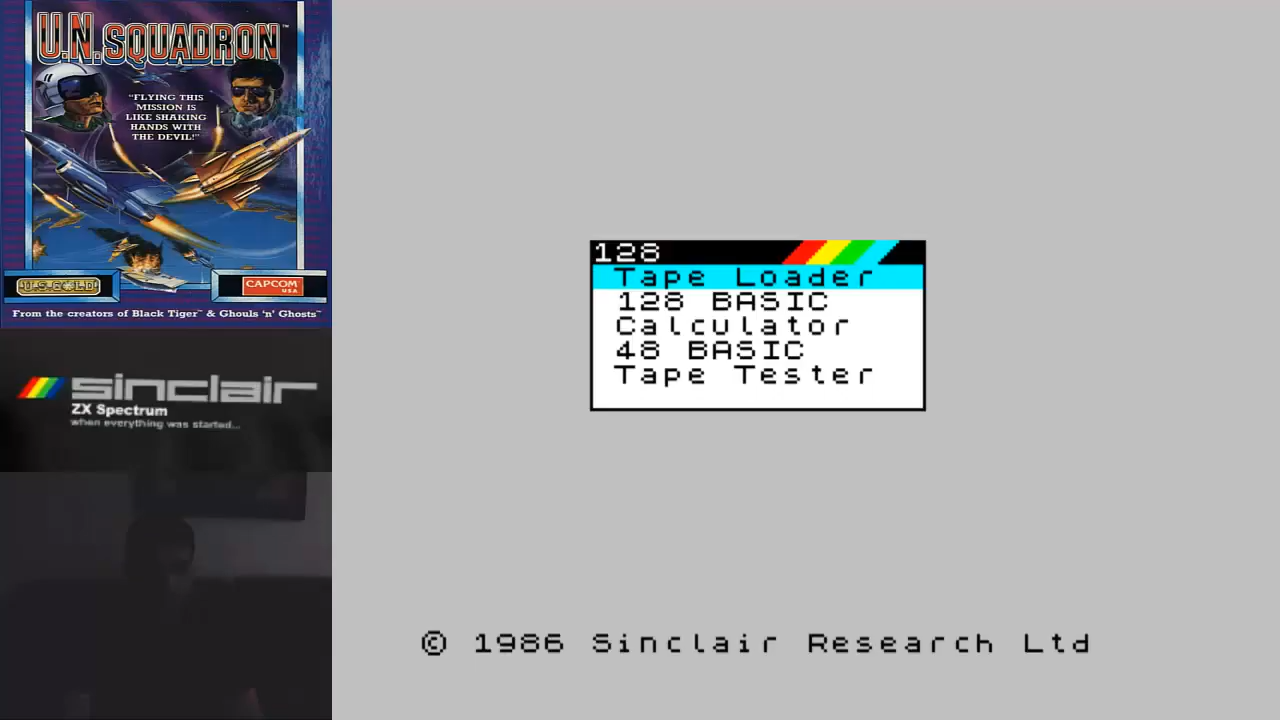 U.N. SQUADRON™
"FLYING THIS
MISSION IS
LIKE SHAKING
HANDS WITH
THE DEVIL!"
U.S. GOLD
CAPCOM
USA
From the creators of Black Tiger™ & Ghouls 'n' Ghosts™
sinclair
ZX Spectrum
when everything was started...
128
Tape Loader
128 BASIC
Calculator
48 BASIC
Tape Tester
© 1986 Sinclair Research Ltd